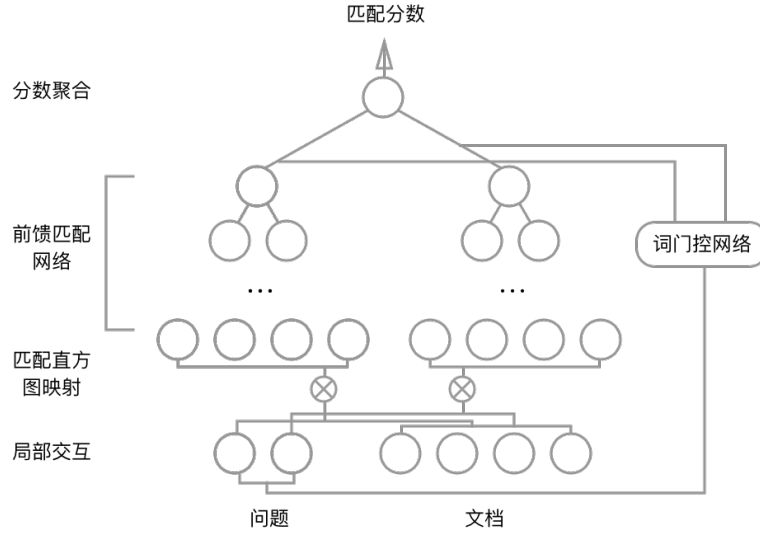 匹配分数
分数聚合
前馈匹配
网络
词门控网络
...
...
匹配直方
图映射
局部交互
问题
文档